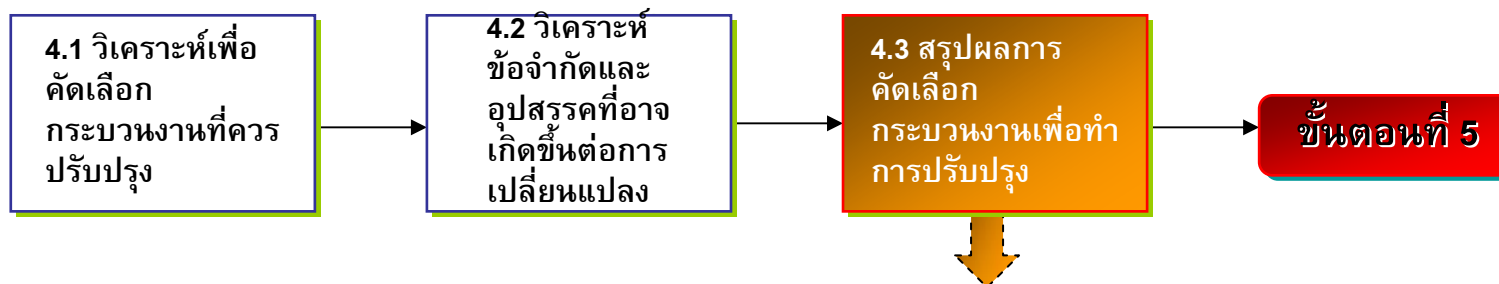 4.1 วิเคราะห์เพื่อ
คัดเลือก
กระบวนงานที่ควร
ปรับปรุง
4.2 วิเคราะห์
ข้อจำกัดและ
อุปสรรคที่อาจ
เกิดขึ้นต่อการ
เปลี่ยนแปลง
4.3 สรุปผลการ
คัดเลือก
กระบวนงานเพื่อทำ
การปรับปรุง
ขั้นตอนที่ 5